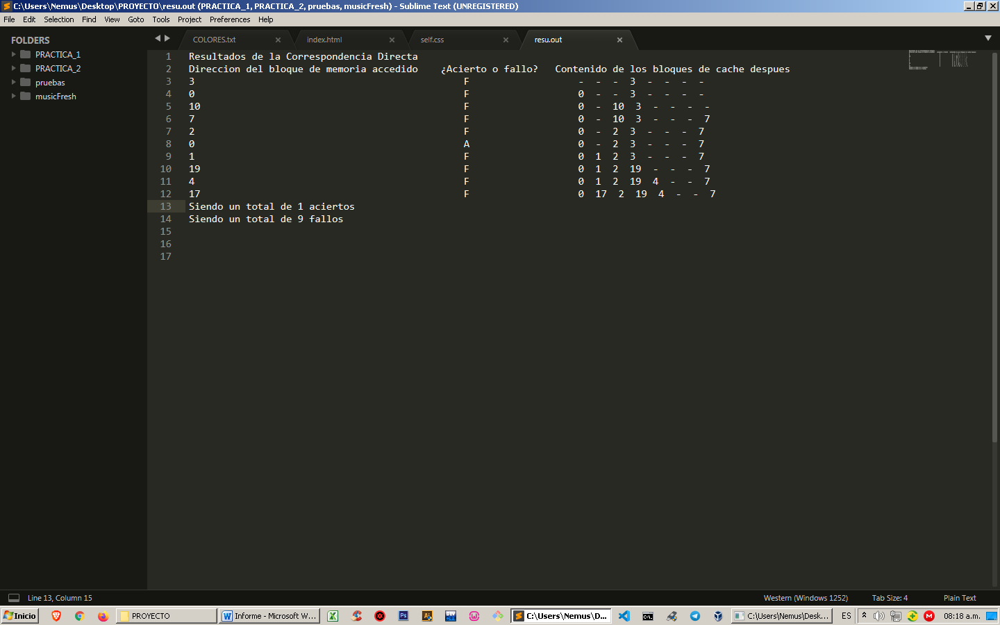 C:\Users\Nemus\Desktop\PROYECTO\resu.out (PRACTICA_1, PRACTICA_2, pruebas, musicFresh) - Sublime Text (UNREGISTERED)
File Edit Selection Find View Goto Tools Project Preferences Help
FOLDERS
PRACTICA_1
PRACTICA_2
pruebas
musicFresh
COLORES.txt index.html self.css resu.out
1 Resultados de la Correspondencia Directa
2 Direccion del bloque de memoria accedido ¿Acierto o fallo? Contenido de los bloques de cache despues
3 3 F - - - 3 - - - -
4 0 F 0 - - 3 - - - -
5 10 F 0 - 10 3 - - - -
6 7 F 0 - 10 3 - - - 7
7 2 F 0 - 2 3 - - - 7
8 0 A 0 - 2 3 - - - 7
9 1 F 0 1 2 3 - - - 7
10 19 F 0 1 2 19 - - - 7
11 4 F 0 1 2 19 4 - - 7
12 17 F 0 17 2 19 4 - - 7
13 Siendo un total de 1 aciertos
14 Siendo un total de 9 fallos
15
16
17
Line 13, Column 15 Western (Windows 1252) Tab Size: 4 Plain Text
Inicio PROYECTO Informe - Microsoft W... C:\Users\Nemus\D... C:\Users\Nemus\Desk... ES 08:18 a.m.